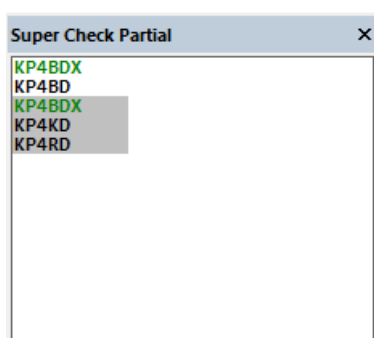 Super Check Partial
KP4BDX
KP4BD
KP4BDX
KP4KD
KP4RD